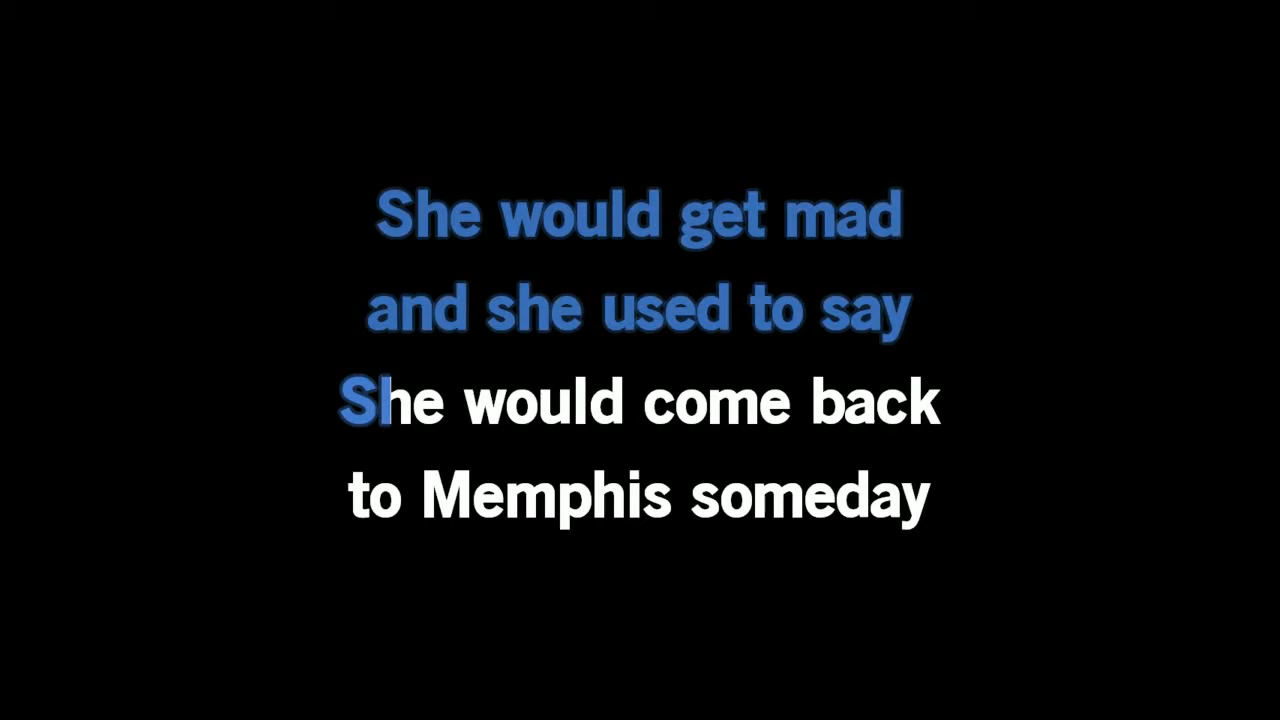 She would get mad
and she used to say
She would come back
to Memphis someday